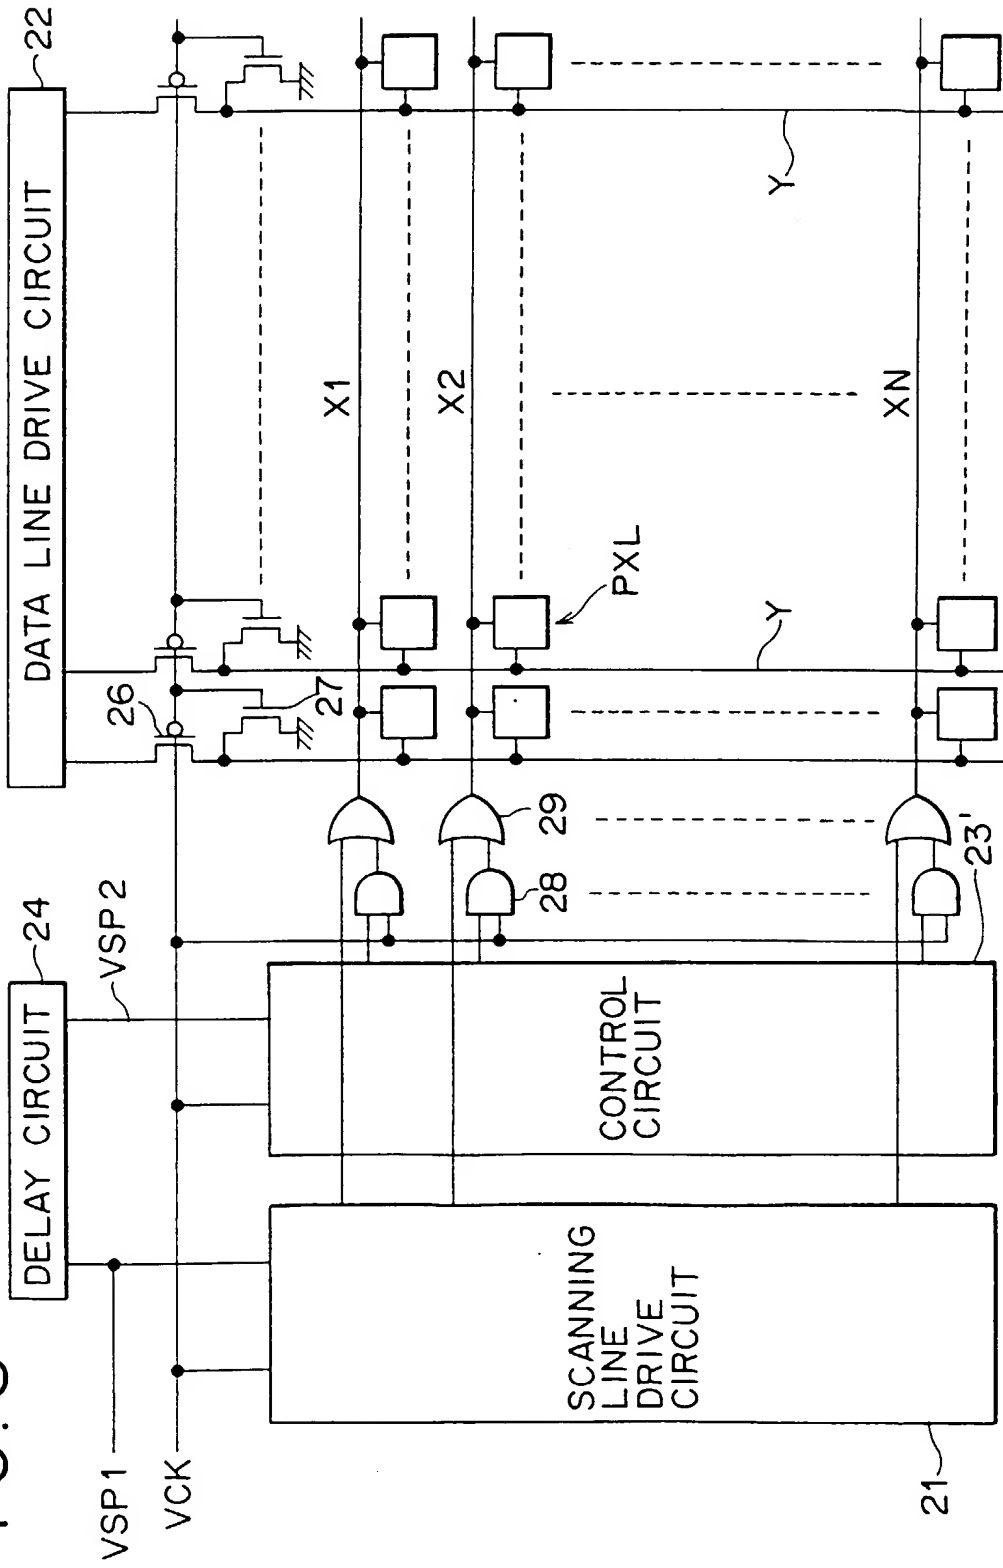 VSP1
VCK
DELAY CIRCUIT
24
VSP2
DATA LINE DRIVE CIRCUIT
22
26
27
X1
X2
XN
PXL
Y
Y
29
28
23'
CONTROL
CIRCUIT
SCANNING
LINE
DRIVE
CIRCUIT
21